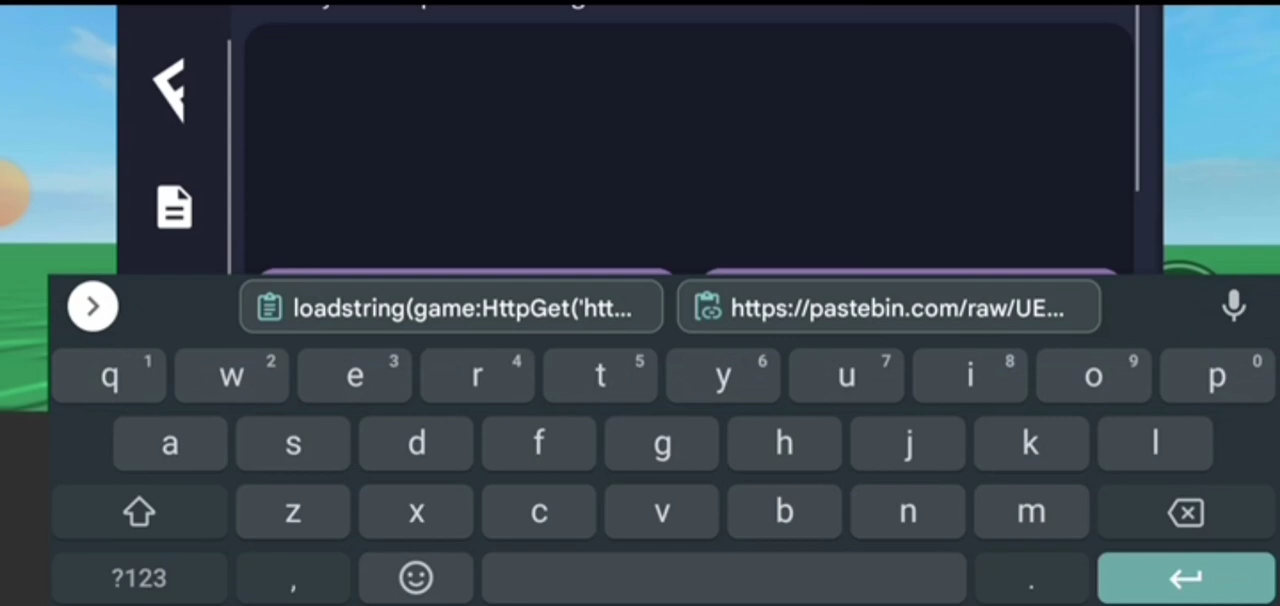 loadstring(game:HttpGet('htt...
https://pastebin.com/raw/UE...
q 1 w 2 e 3 r 4 t 5 y 6 u 7 i 8 o 9 p 0
a s d f g h j k l
z x c v b n m
?123 , .